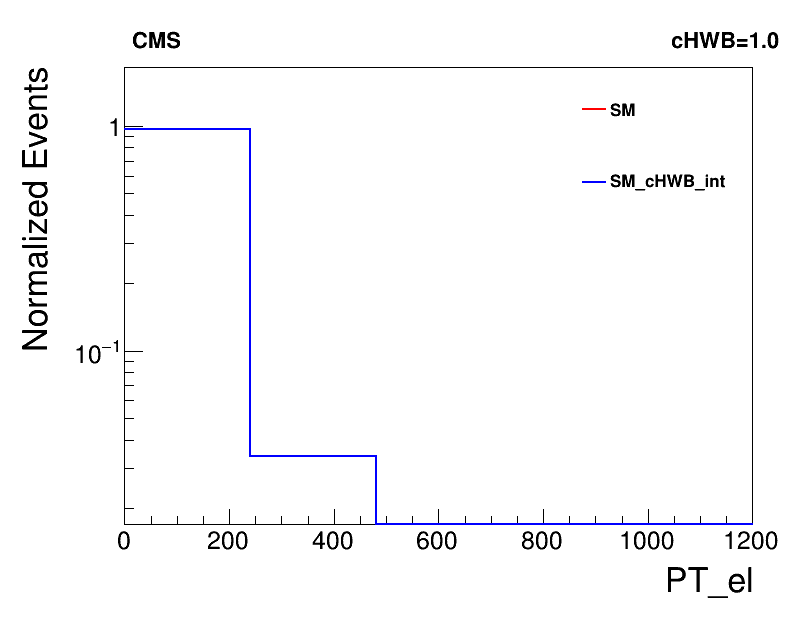 CMS
cHWB=1.0
Normalized Events
SM
SM_cHWB_int
1
10⁻¹
0 200 400 600 800 1000 1200
PT_el